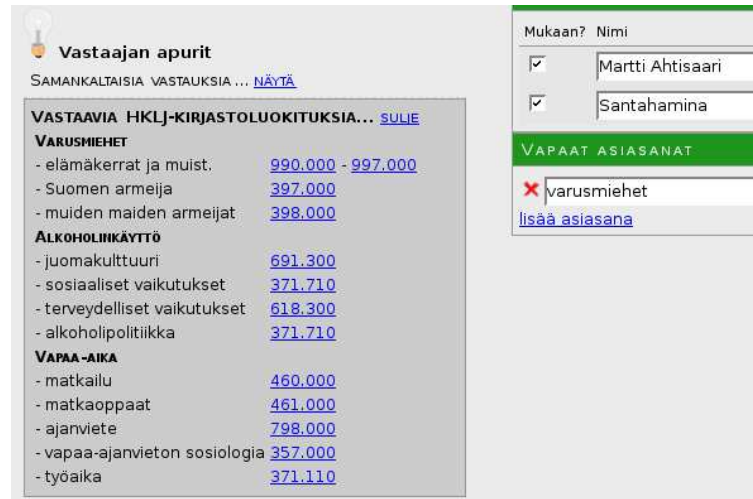 Vastaajan apurit
SAMANKALTAISIA VASTAUKSIA... NÄYTÄ
VASTAAVIA HKLJ-KIRJASTOLUOKITUKSIA... SULJE
VARUSMIEHET
- elämäkerrat ja muist. 990.000 - 997.000
- Suomen armeija 397.000
- muiden maiden armeijat 398.000
ALKOHOLINKÄYTTÖ
- juomakulttuuri 691.300
- sosiaaliset vaikutukset 371.710
- terveydelliset vaikutukset 618.300
- alkoholipolitiikka 371.710
VAPAA-AIKA
- matkailu 460.000
- matkaoppaat 461.000
- ajanviete 798.000
- vapaa-ajanvieton sosiologia 357.000
- työaika 371.110
Mukaan? Nimi
Martti Ahtisaari
Santahamina
VAPAAT ASIASANAT
varusmiehet
lisää asiasana